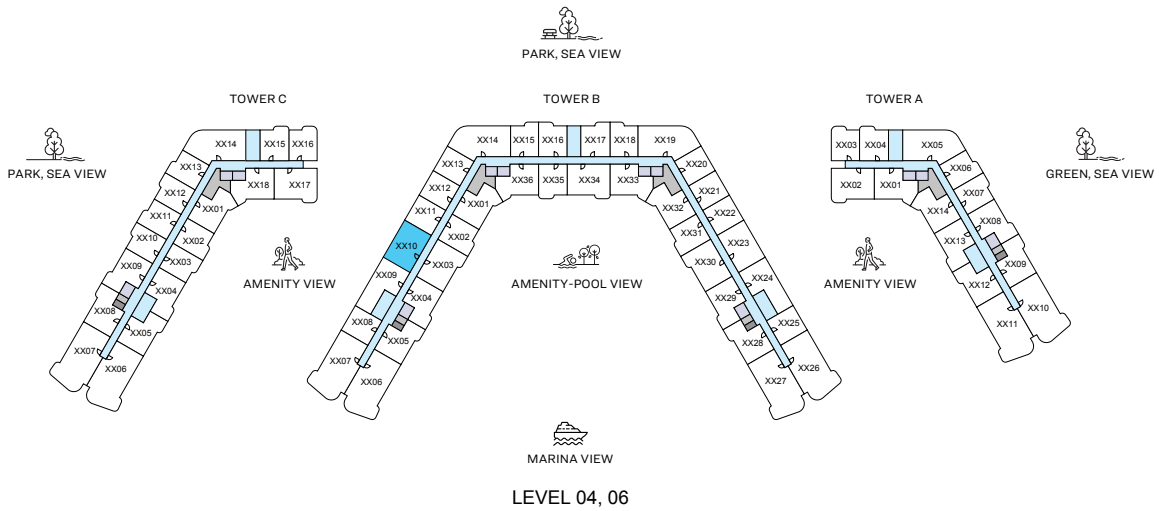 PARK, SEA VIEW
TOWER C
TOWER B
TOWER A
PARK, SEA VIEW
GREEN, SEA VIEW
XX14
XX15
XX16
XX13
XX12
XX11
XX10
XX09
XX08
XX07
XX06
XX05
XX04
XX03
XX02
XX01
XX18
XX17
AMENITY VIEW
XX14
XX15
XX16
XX17
XX18
XX19
XX13
XX12
XX11
XX10
XX09
XX08
XX07
XX06
XX05
XX04
XX03
XX02
XX01
XX36
XX35
XX34
XX33
XX32
XX31
XX30
XX29
XX28
XX27
XX26
XX25
XX24
XX23
XX22
XX21
XX20
AMENITY-POOL VIEW
AMENITY VIEW
XX03
XX04
XX05
XX02
XX01
XX06
XX07
XX08
XX09
XX10
XX11
XX12
XX13
XX14
MARINA VIEW
LEVEL 04, 06